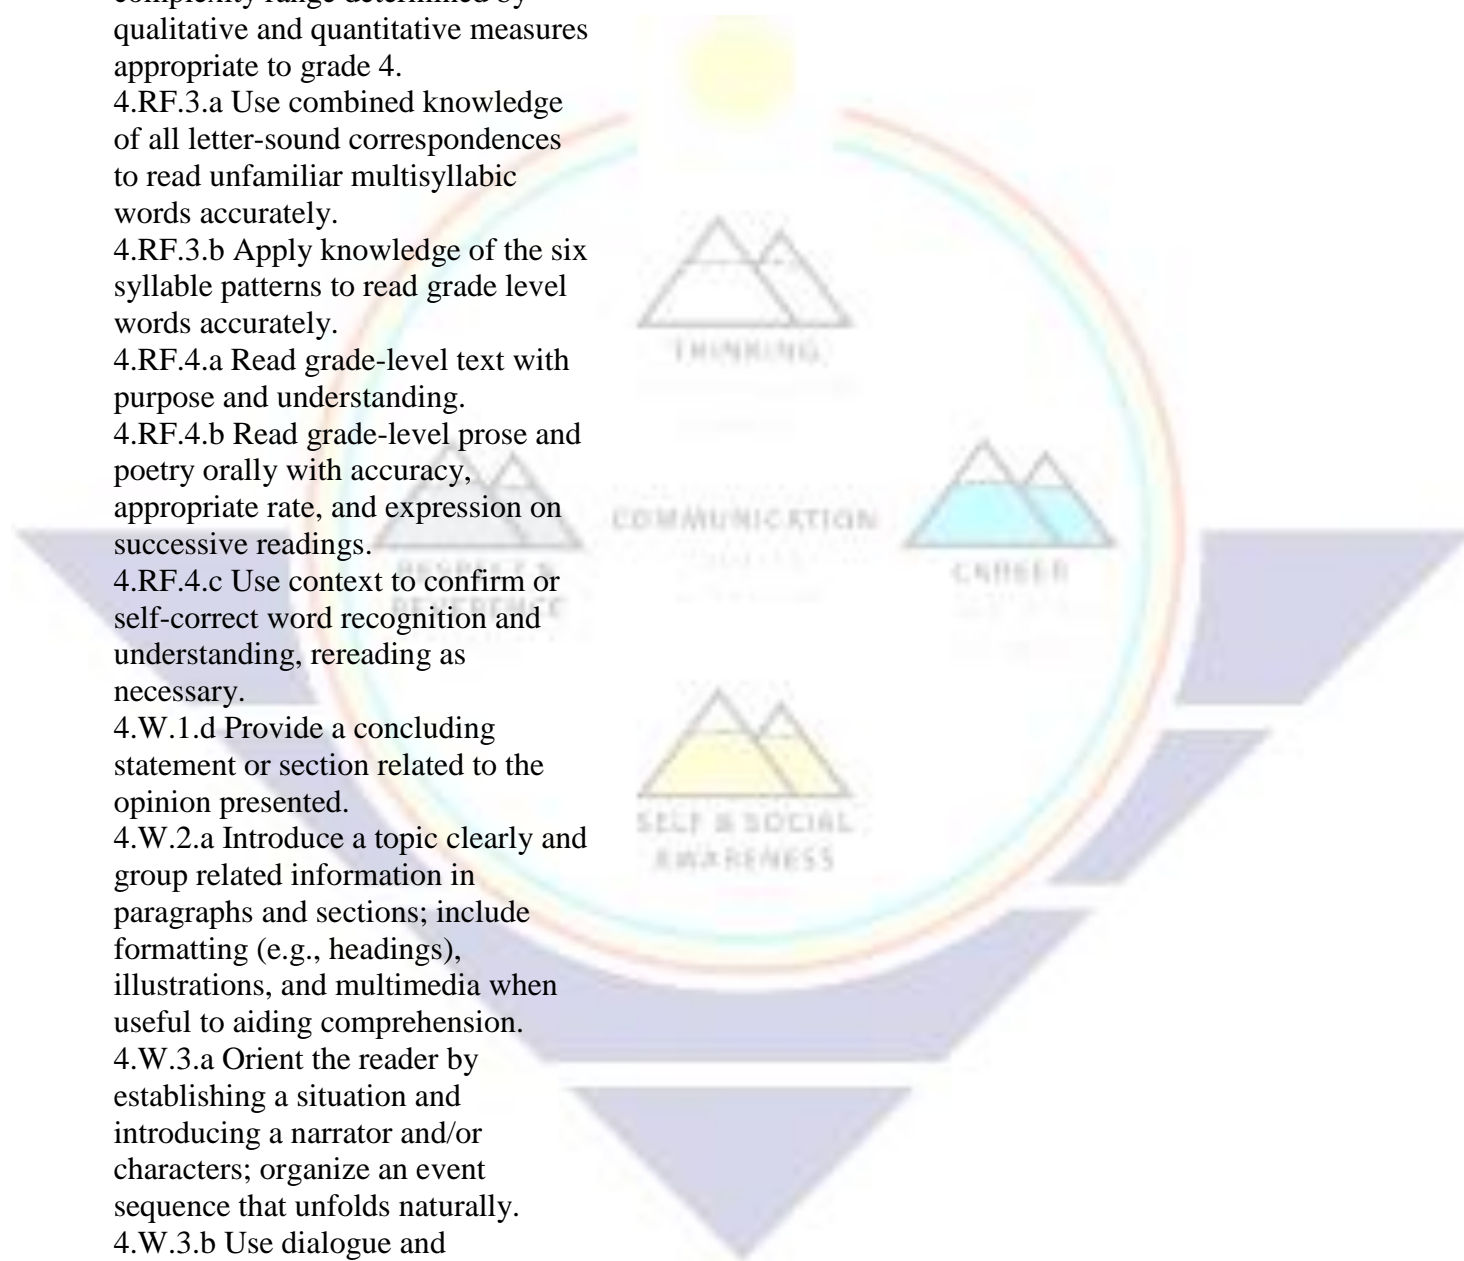 complexity range determined by
qualitative and quantitative measures
appropriate to grade 4.
4.RF.3.a Use combined knowledge
of all letter-sound correspondences
to read unfamiliar multisyllabic
words accurately.
4.RF.3.b Apply knowledge of the six
syllable patterns to read grade level
words accurately.
4.RF.4.a Read grade-level text with
purpose and understanding.
4.RF.4.b Read grade-level prose and
poetry orally with accuracy,
appropriate rate, and expression on
successive readings.
4.RF.4.c Use context to confirm or
self-correct word recognition and
understanding, rereading as
necessary.
4.W.1.d Provide a concluding
statement or section related to the
opinion presented.
4.W.2.a Introduce a topic clearly and
group related information in
paragraphs and sections; include
formatting (e.g., headings),
illustrations, and multimedia when
useful to aiding comprehension.
4.W.3.a Orient the reader by
establishing a situation and
introducing a narrator and/or
characters; organize an event
sequence that unfolds naturally.
4.W.3.b Use dialogue and
THINKING
RESPECT &
REVERENCE
COMMUNICATION
CAREER
SELF & SOCIAL
AWARENESS